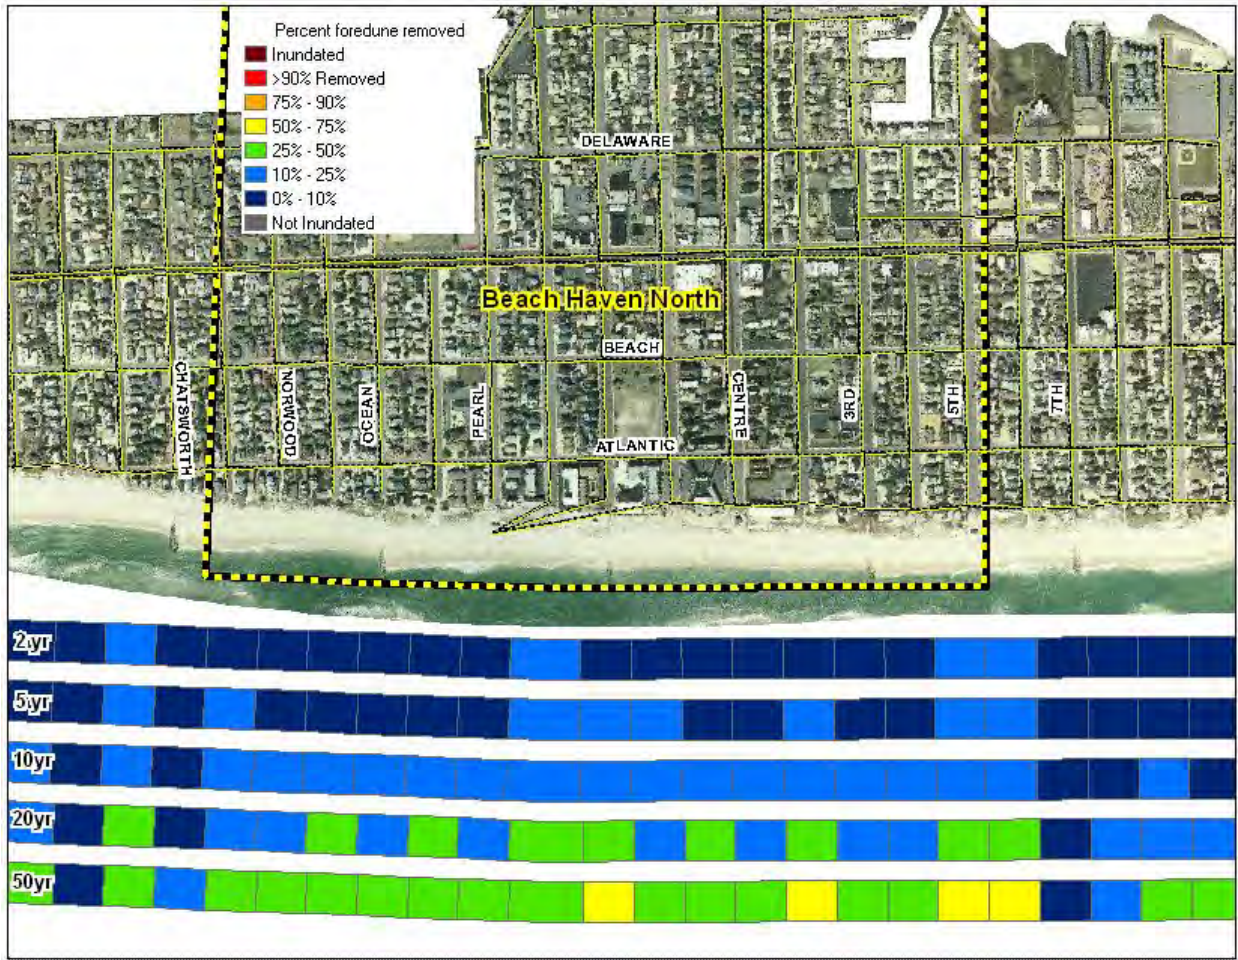 Percent foredune removed
Inundated
>90% Removed
75% - 90%
50% - 75%
25% - 50%
10% - 25%
0% - 10%
Not Inundated
DELAWARE
Beach Haven North
BEACH
CHATSWORTH
NORWOOD
OCEAN
PEARL
CENTRE
3RD
5TH
7TH
ATLANTIC
2yr
5yr
10yr
20yr
50yr